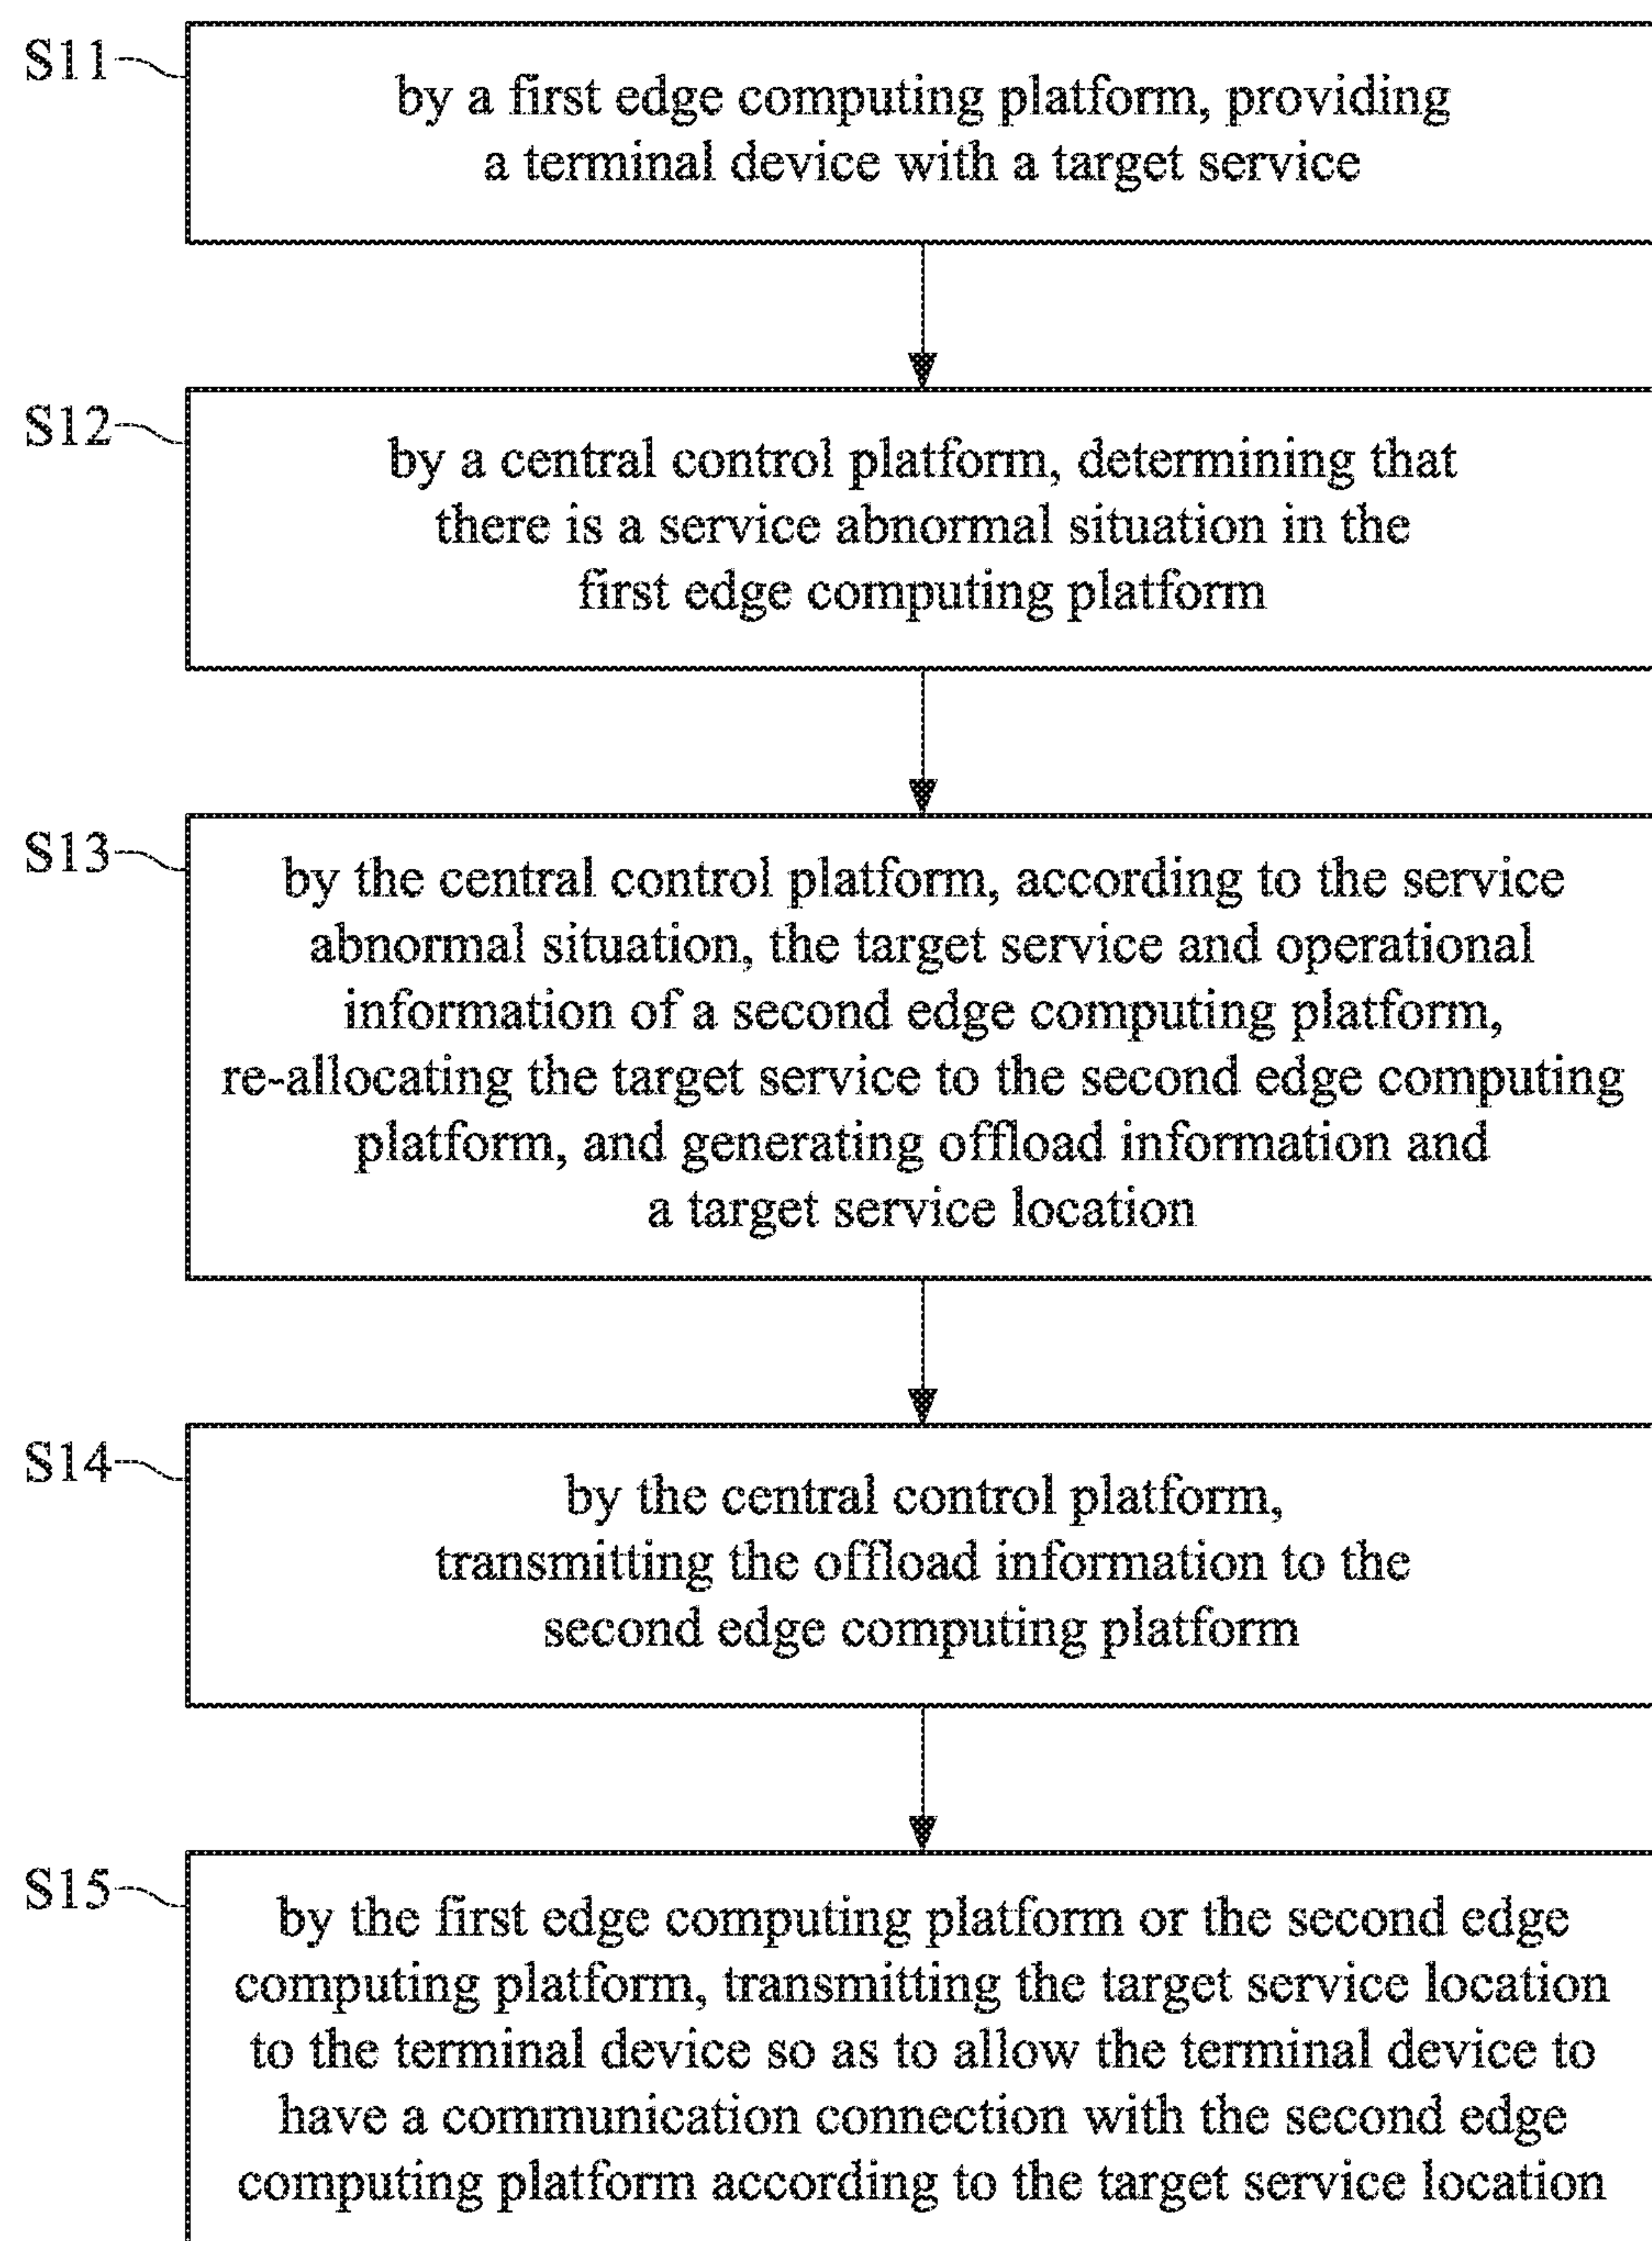 S11
by a first edge computing platform, providing
a terminal device with a target service
S12
by a central control platform, determining that
there is a service abnormal situation in the
first edge computing platform
S13
by the central control platform, according to the service
abnormal situation, the target service and operational
information of a second edge computing platform,
re-allocating the target service to the second edge computing
platform, and generating offload information and
a target service location
S14
by the central control platform,
transmitting the offload information to the
second edge computing platform
S15
by the first edge computing platform or the second edge
computing platform, transmitting the target service location
to the terminal device so as to allow the terminal device to
have a communication connection with the second edge
computing platform according to the target service location